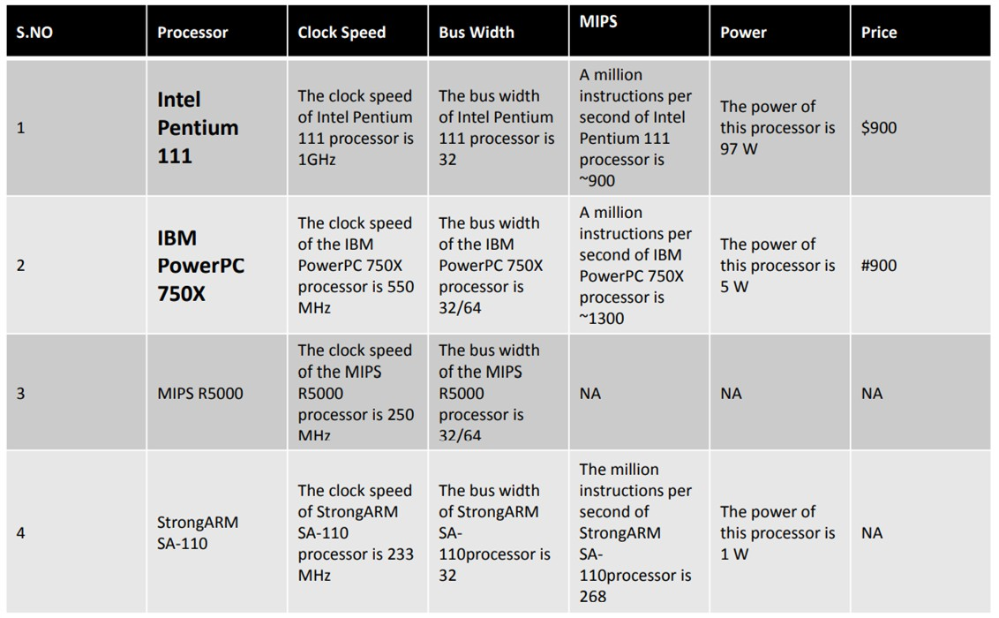 S.NO
Processor
Clock Speed
Bus Width
MIPS
Power
Price
1
Intel
Pentium
111
The clock speed
of Intel Pentium
111 processor is
1GHz
The bus width
of Intel Pentium
111 processor is
32
A million
instructions per
second of Intel
Pentium 111
processor is
~900
The power of
this processor is
97 W
$900
2
IBM
PowerPC
750X
The clock speed
of the IBM
PowerPC 750X
processor is 550
MHz
The bus width
of the IBM
PowerPC 750X
processor is
32/64
A million
instructions per
second of IBM
PowerPC 750X
processor is
~1300
The power of
this processor is
5 W
#900
3
MIPS R5000
The clock speed
of the MIPS
R5000
processor is 250
MHz
The bus width
of the MIPS
R5000
processor is
32/64
NA
NA
NA
4
StrongARM
SA-110
The clock speed
of StrongARM
SA-110
processor is 233
MHz
The bus width
of StrongARM
SA-
110processor is
32
The million
instructions per
second of
StrongARM
SA-
110processor is
268
The power of
this processor is
1 W
NA